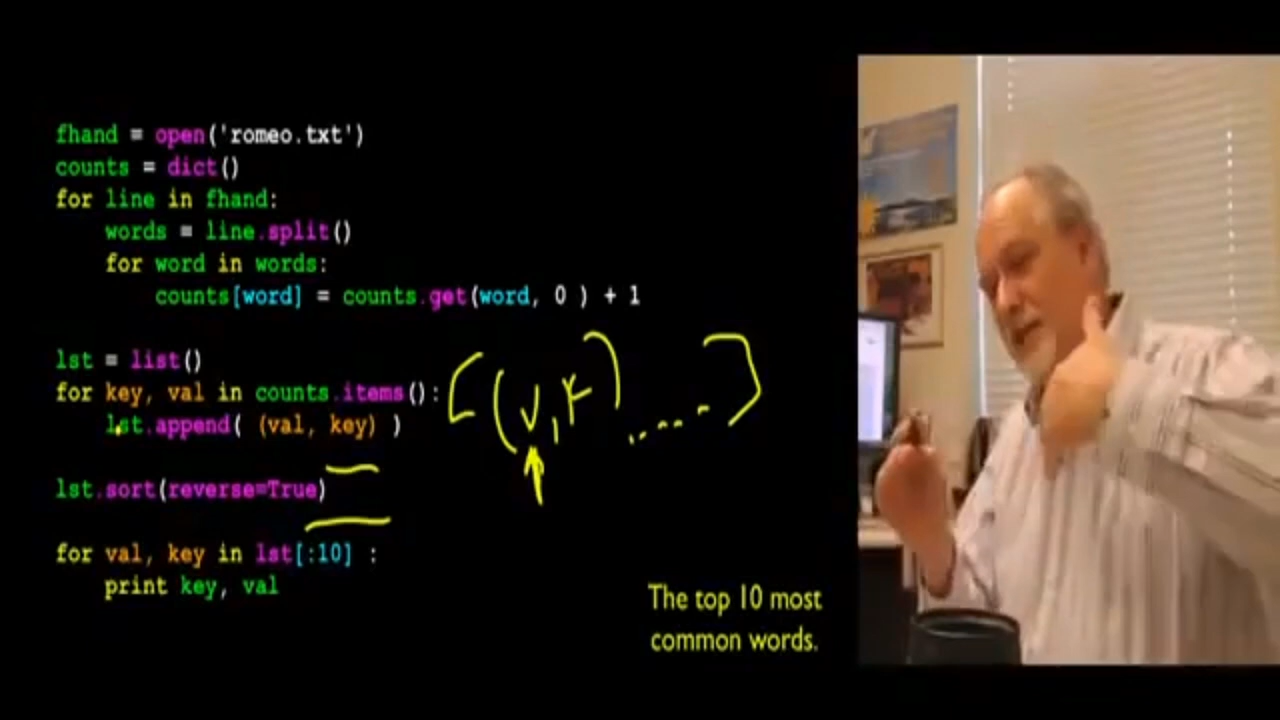 fhand = open('romeo.txt')
counts = dict()
for line in fhand:
    words = line.split()
    for word in words:
        counts[word] = counts.get(word, 0 ) + 1
lst = list()
for key, val in counts.items():
    lst.append( (val, key) )
[(V,K) ....]
lst.sort(reverse=True)
for val, key in lst[:10] :
    print key, val
The top 10 most
common words.